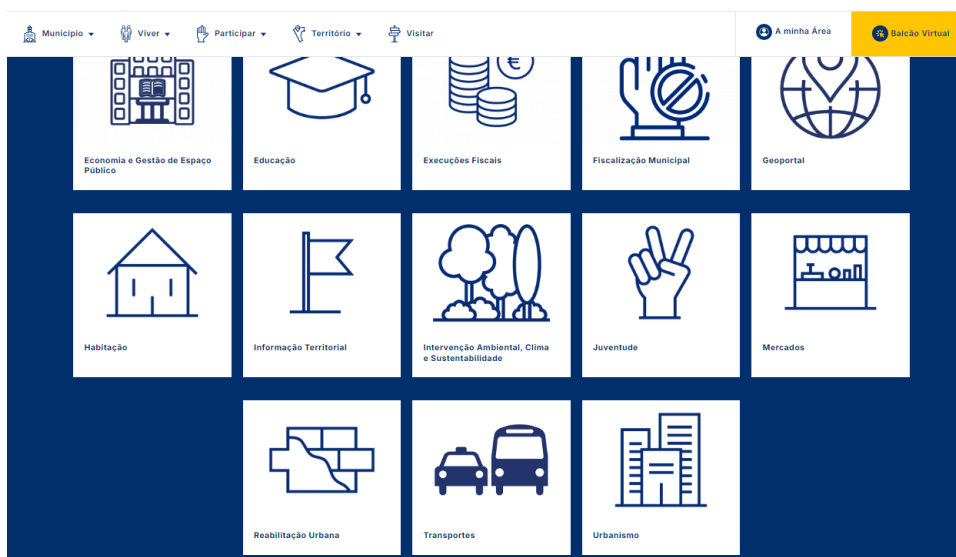 Município
Viver
Participar
Território
Visitar
A minha Área
Balcão Virtual
€
Economia e Gestão de Espaço
Público
Educação
Execuções Fiscais
Fiscalização Municipal
Geoportal
Habitação
Informação Territorial
Intervenção Ambiental, Clima
e Sustentabilidade
Juventude
Mercados
Reabilitação Urbana
Transportes
Urbanismo